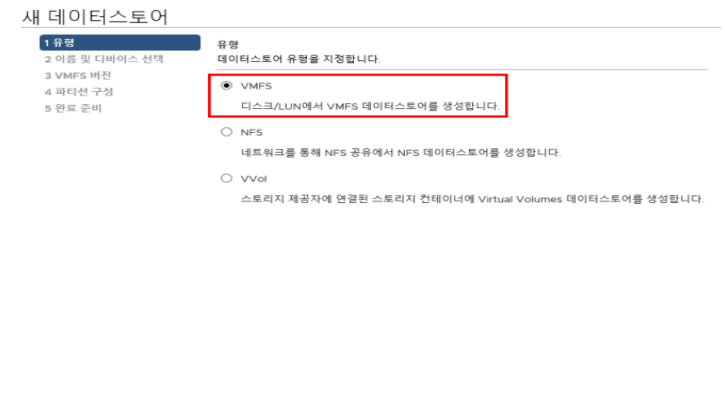 새 데이터스토어
1 유형
2 이름 및 디바이스 선택
3 VMFS 버전
4 파티션 구성
5 완료 준비
유형
데이터스토어 유형을 지정합니다.
VMFS
디스크/LUN에서 VMFS 데이터스토어를 생성합니다.
NFS
네트워크를 통해 NFS 공유에서 NFS 데이터스토어를 생성합니다.
VVol
스토리지 제공자에 연결된 스토리지 컨테이너에 Virtual Volumes 데이터스토어를 생성합니다.